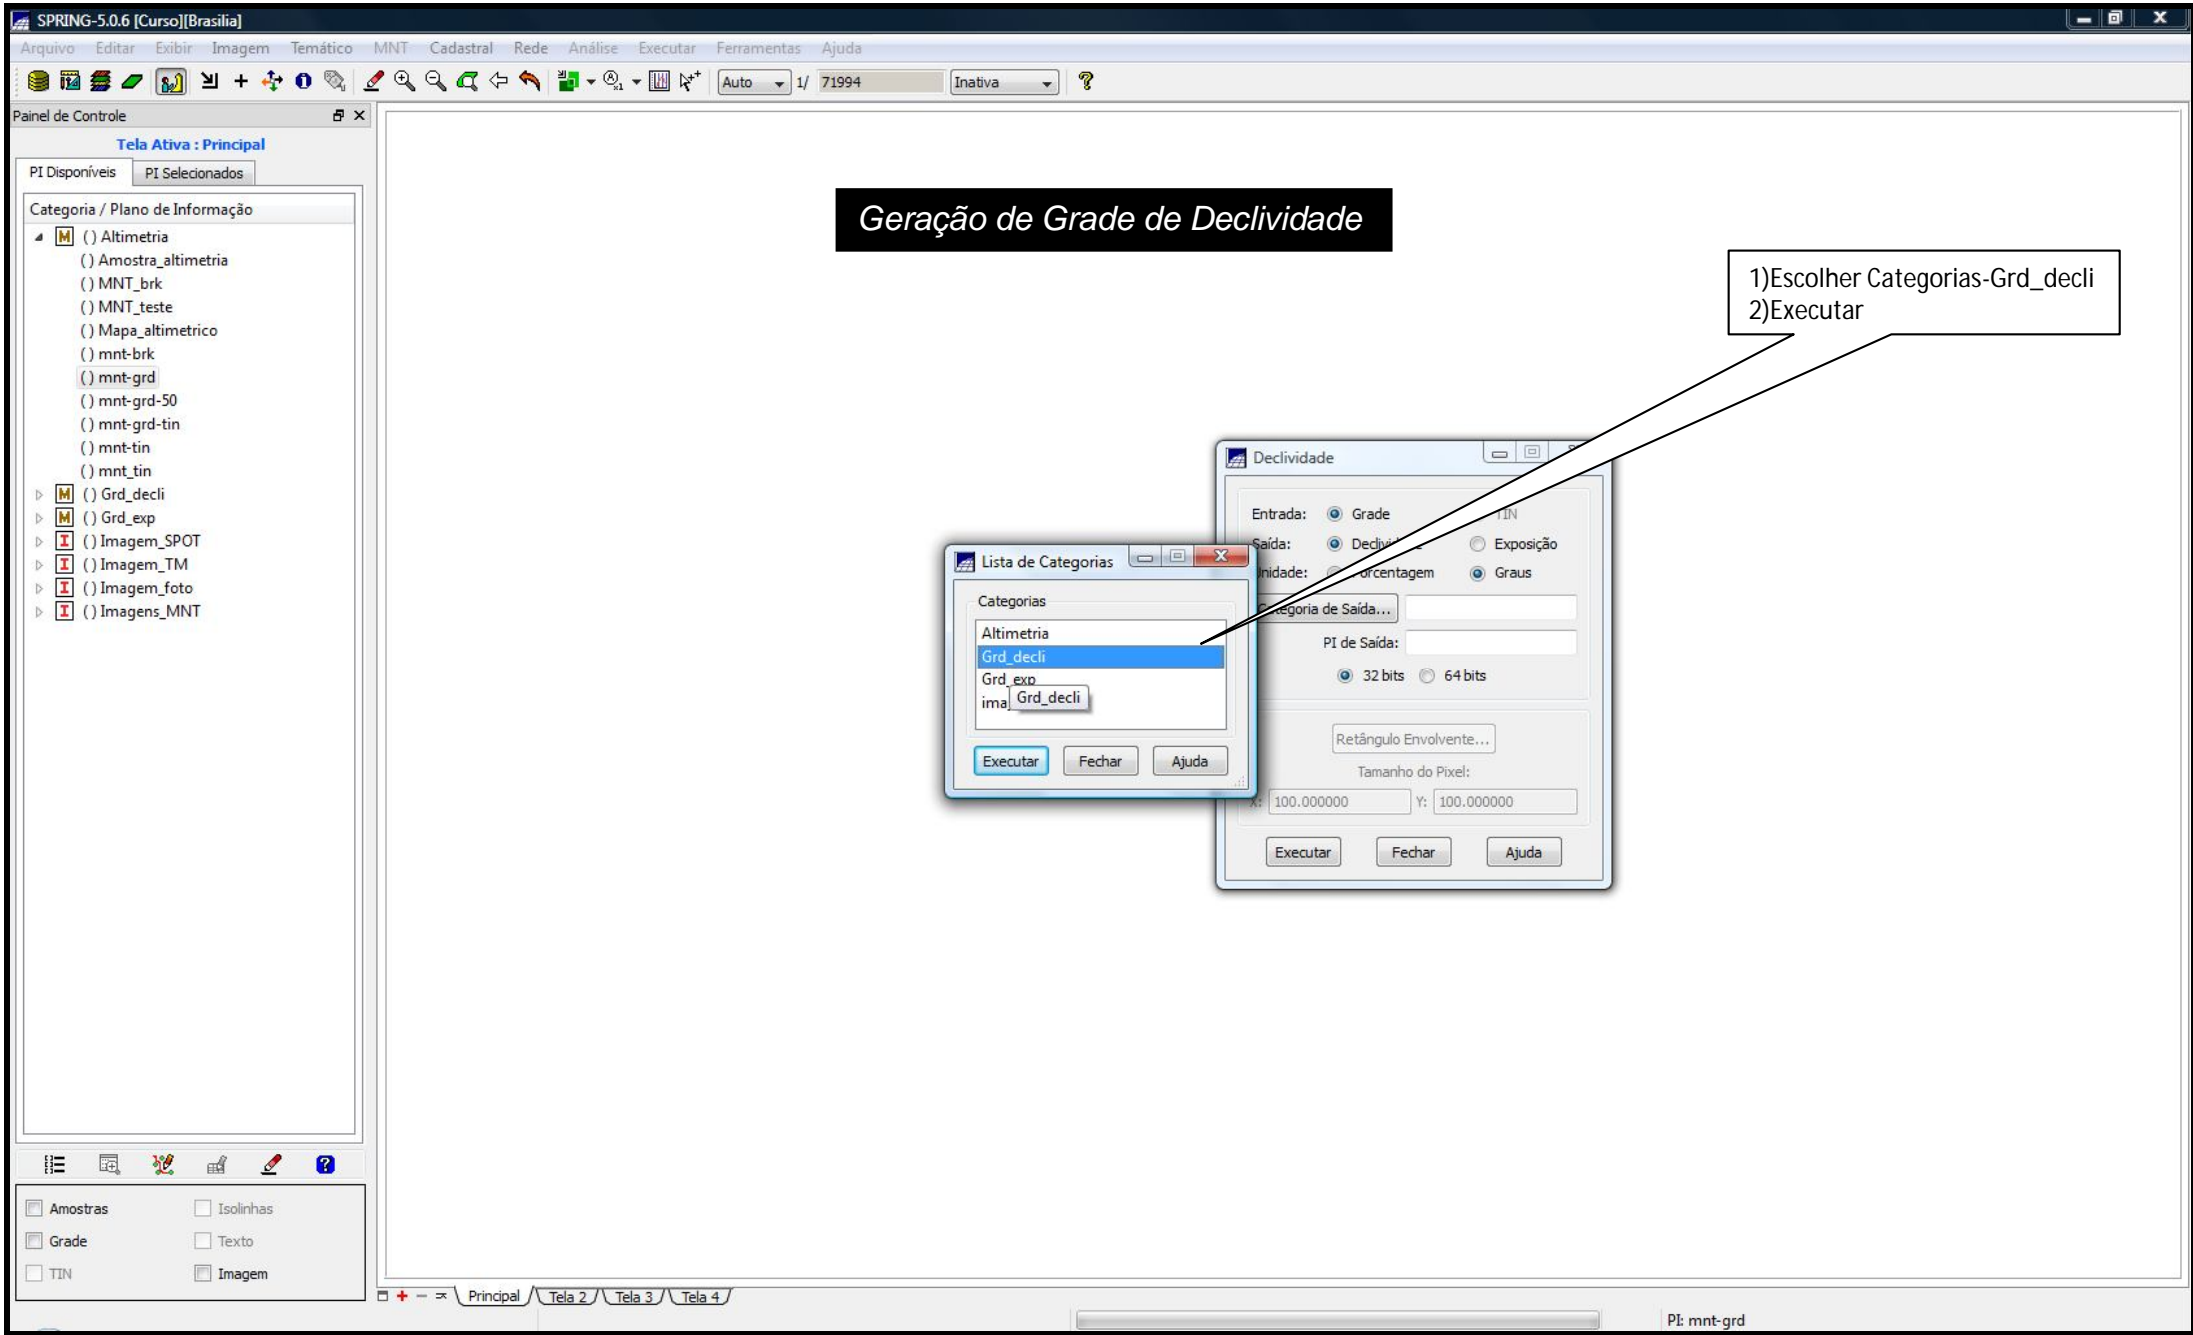 SPRING-5.0.6 [Curso][Brasilia]
Arquivo Editar Exibir Imagem Temático MNT Cadastral Rede Análise Executar Ferramentas Ajuda
Auto 1/ 71994 Inativa
Painel de Controle
Tela Ativa : Principal
PI Disponíveis PI Selecionados
Categoria / Plano de Informação
M () Altimetria
() Amostra_altimetria
() MNT_brk
() MNT_teste
() Mapa_altimetrico
() mnt-brk
() mnt-grd
() mnt-grd-50
() mnt-grd-tin
() mnt-tin
() mnt_tin
M () Grd_decli
M () Grd_exp
I () Imagem_SPOT
I () Imagem_TM
I () Imagem_foto
I () Imagens_MNT
Amostras Isolinhas
Grade Texto
TIN Imagem
Geração de Grade de Declividade
1)Escolher Categorias-Grd_decli
2)Executar
Lista de Categorias
Categorias
Altimetria
Grd_decli
Grd_exp
Grd_decli
Executar Fechar Ajuda
Declividade
Entrada: Grade TIN
Saída: Exposição
Graus
de Saída...
PI de Saída:
32 bits 64 bits
Retângulo Envolvente...
Tamanho do Pixel:
X: 100.000000 Y: 100.000000
Executar Fechar Ajuda
Principal Tela 2 Tela 3 Tela 4
PI: mnt-grd